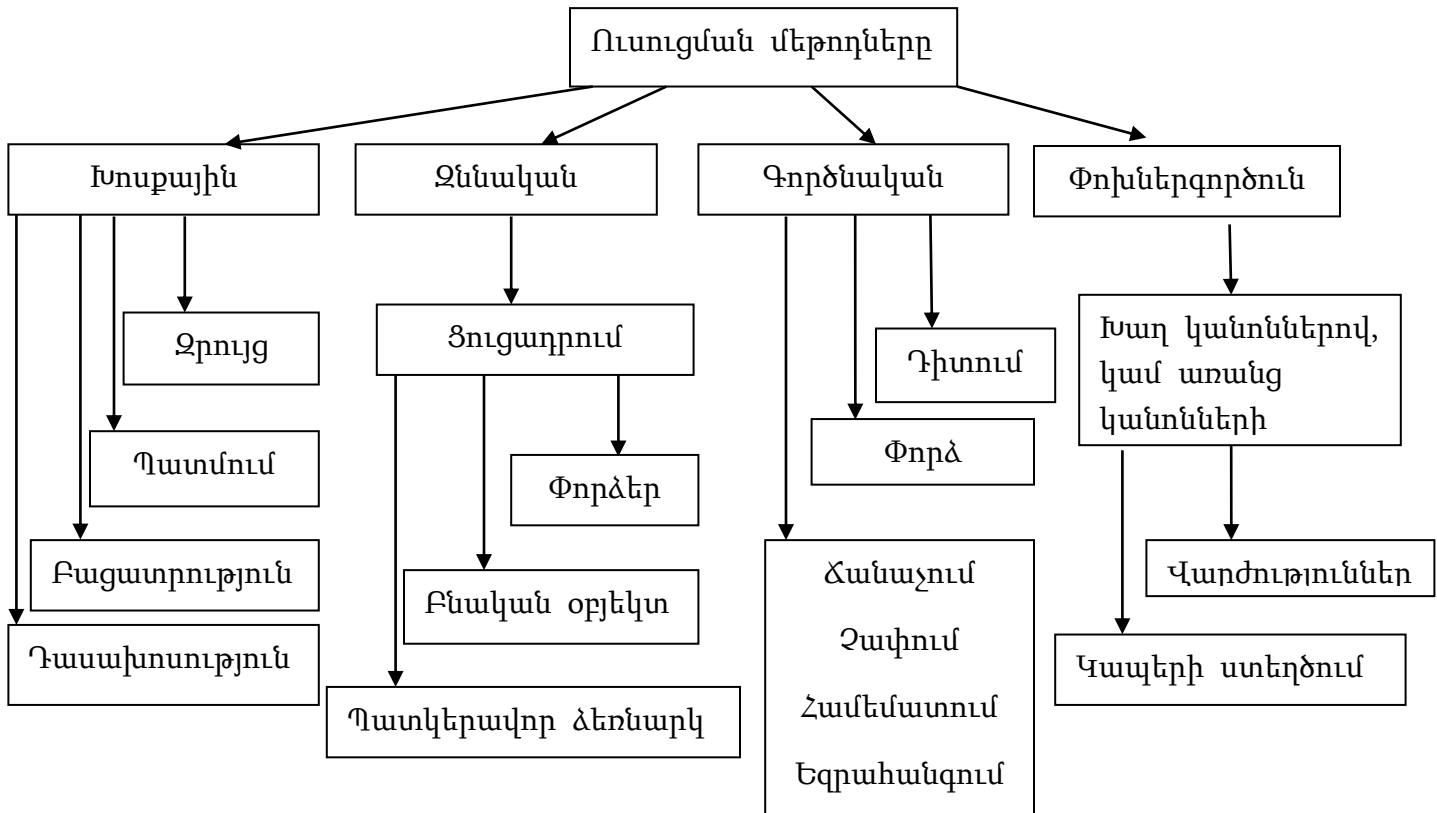 Ուսուցման մեթոդները
Խոսքային
Զննական
Գործնական
Փոխներգործուն
Զրույց
Պատմում
Բացատրություն
Դասախոսություն
Ցուցադրում
Փորձեր
Բնական օբյեկտ
Պատկերավոր ձեռնարկ
Դիտում
Փորձ
Ճանաչում
Չափում
Համեմատում
Եզրահանգում
Խաղ կանոններով,
կամ առանց
կանոնների
Վարժություններ
Կապերի ստեղծում